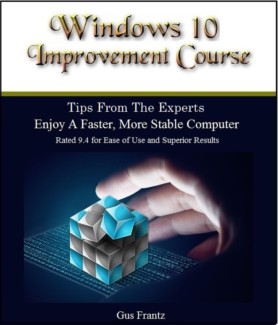 Windows 10
Improvement Course
Tips From The Experts
Enjoy A Faster, More Stable Computer
Rated 9.4 for Ease of Use and Superior Results
Gus Frantz